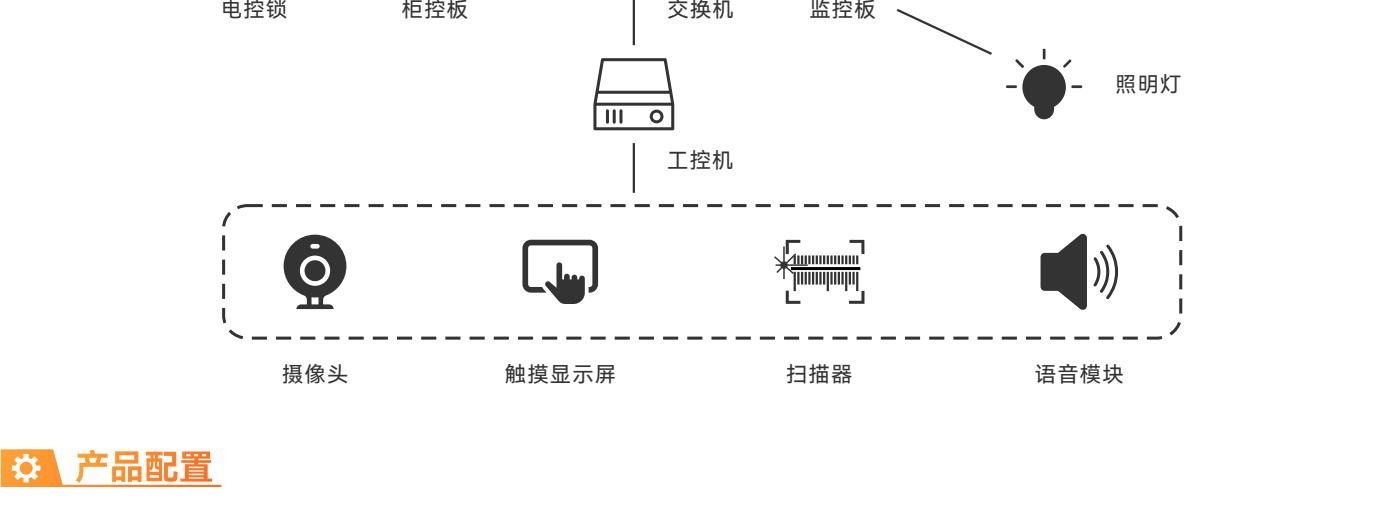 电控锁 柜控板 交换机 监控板
照明灯
工控机
摄像头 触摸显示屏 扫描器 语音模块
产品配置